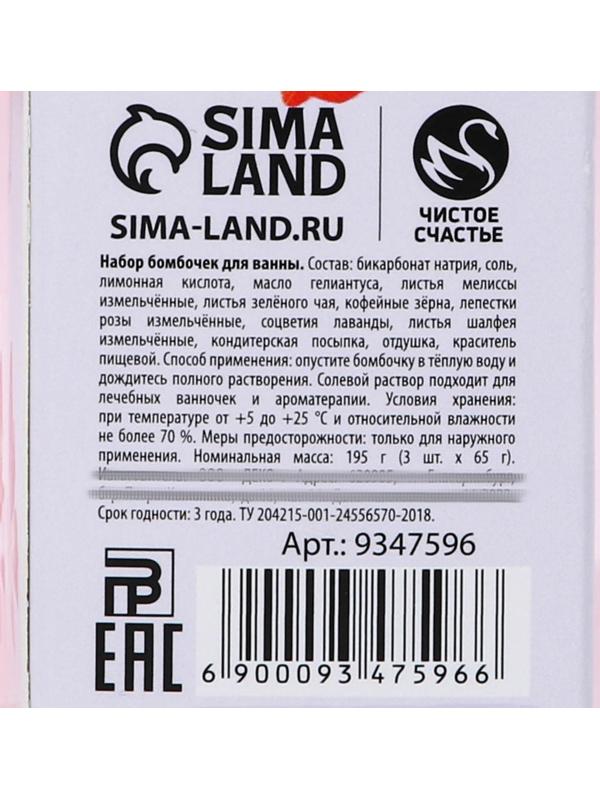 SIMA
LAND
SIMA-LAND.RU
ЧИСТОЕ
СЧАСТЬЕ
Набор бомбочек для ванны. Состав: бикарбонат натрия, соль,
лимонная кислота, масло гелиантуса, листья мелиссы
измельчённые, листья зелёного чая, кофейные зёрна, лепестки
розы измельчённые, соцветия лаванды, листья шалфея
измельчённые, кондитерская посыпка, отдушка, краситель
пищевой. Способ применения: опустите бомбочку в тёплую воду и
дождитесь полного растворения. Солевой раствор подходит для
лечебных ванночек и ароматерапии. Условия хранения:
при температуре от +5 до +25 °С и относительной влажности
не более 70 %. Меры предосторожности: только для наружного
применения. Номинальная масса: 195 г (3 шт. х 65 г).
Срок годности: 3 года. ТУ 204215-001-24556570-2018.
Арт.: 9347596
ЕАС
6 900093 475966